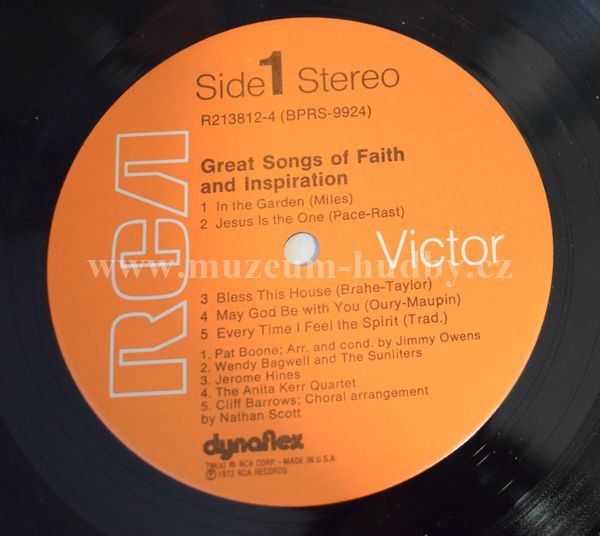 Side 1 Stereo
R213812-4 (BPRS-9924)
Great Songs of Faith
and Inspiration
1 In the Garden (Miles)
2 Jesus Is the One (Pace-Rast)
RCA
Victor
www.muzeum-hudby.cz
3 Bless This House (Brahe-Taylor)
4 May God Be with You (Oury-Maupin)
5 Every Time I Feel the Spirit (Trad.)
1. Pat Boone; Arr. and cond. by Jimmy Owens
2. Wendy Bagwell and The Sunliters
3. Jerome Hines
4. The Anita Kerr Quartet
5. Cliff Barrows; Choral arrangement
by Nathan Scott
dynaflex
TM(s) ® RCA CORP.—MADE IN U.S.A.
℗ 1972 RCA RECORDS